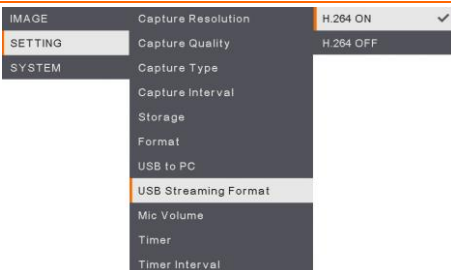 IMAGE
SETTING
SYSTEM
Capture Resolution
Capture Quality
Capture Type
Capture Interval
Storage
Format
USB to PC
USB Streaming Format
Mic Volume
Timer
Timer Interval
H.264 ON
H.264 OFF